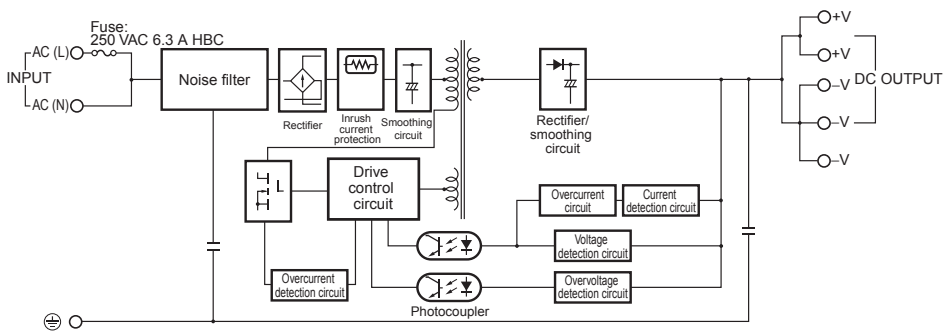 Fuse:
250 VAC 6.3 A HBC
AC (L)
INPUT
AC (N)
Noise filter
Rectifier
Inrush
current
protection
Smoothing
circuit
Rectifier/
smoothing
circuit
+V
+V
–V
–V
–V
DC OUTPUT
Drive
control
circuit
Overcurrent
circuit
Current
detection circuit
Voltage
detection circuit
Overcurrent
detection circuit
Overvoltage
detection circuit
Photocoupler